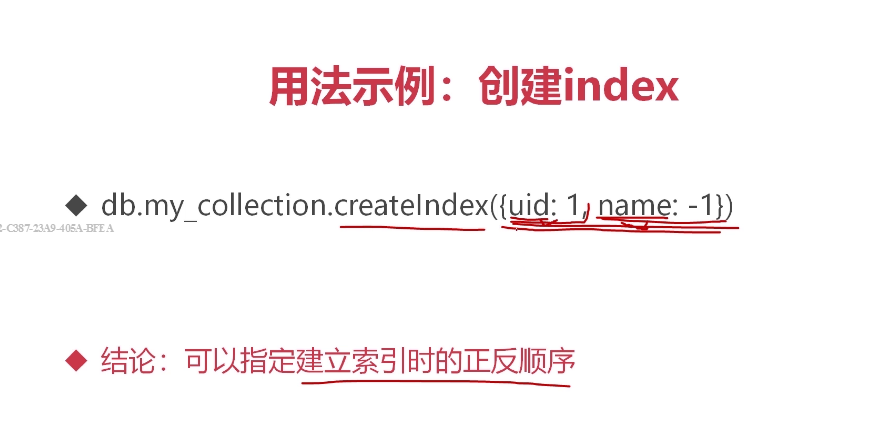 用法示例：创建index
◆ db.my_collection.createIndex({uid: 1, name: -1})
-C387-23A9-405A-BFEA
◆ 结论：可以指定建立索引时的正反顺序